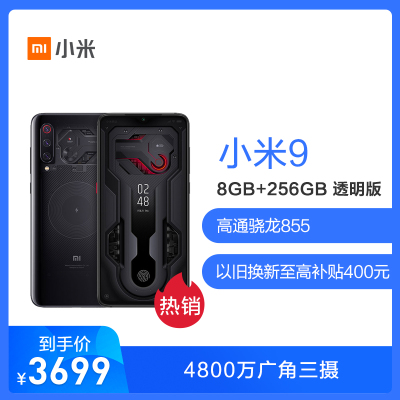 mi 小米
小米9
8GB+256GB 透明版
高通骁龙855
以旧换新至高补贴400元
02
48
mi
热销
到手价
¥3699
4800万广角三摄